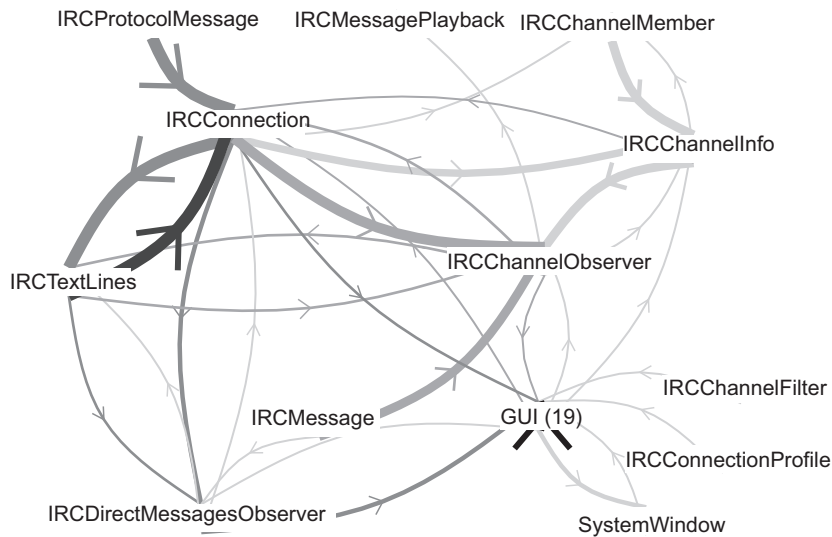 IRCProtocolMessage
IRCMessagePlayback
IRCChannelMember
IRCConnection
IRCChannelInfo
IRCTextLines
IRCChannelObserver
IRCChannelFilter
IRCMessage
GUI (19)
IRCConnectionProfile
IRCDirectMessagesObserver
SystemWindow